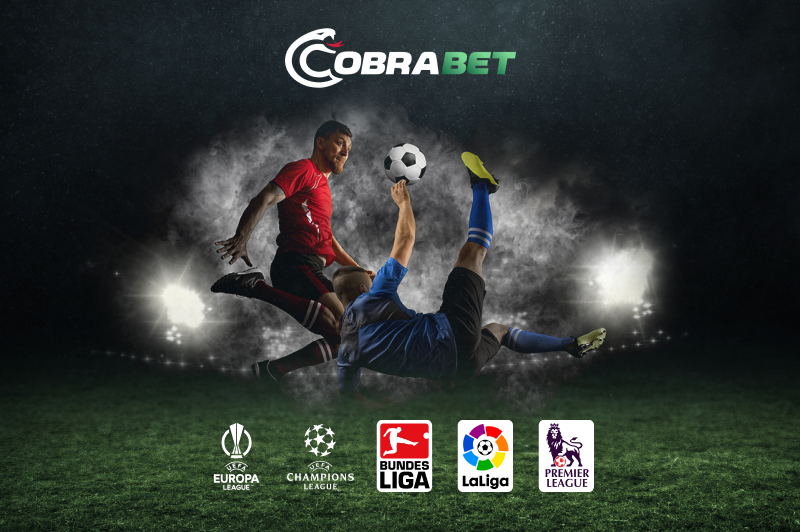 COBRABET
UEFA
EUROPA
LEAGUE
UEFA
CHAMPIONS
LEAGUE
BUNDES
LIGA
LaLiga
PREMIER
LEAGUE